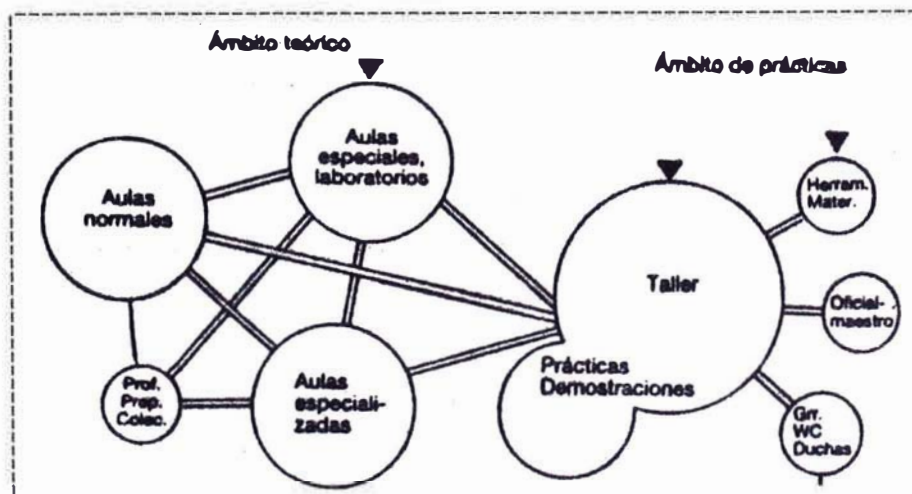 Ámbito teórico
Ámbito de prácticas
Aulas
especiales,
laboratorios
Aulas
normales
Herram.
Mater.
Taller
Oficial-
maestro
Prácticas
Demostraciones
Prof.
Prep.
Colec.
Aulas
especiali-
zadas
Grr.
WC
Duchas